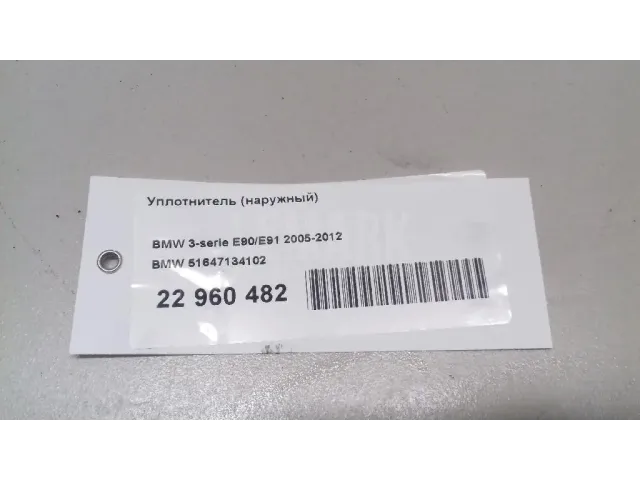 Уплотнитель (наружный)
BMW 3-serie E90/E91 2005-2012
BMW 51647134102
22 960 482